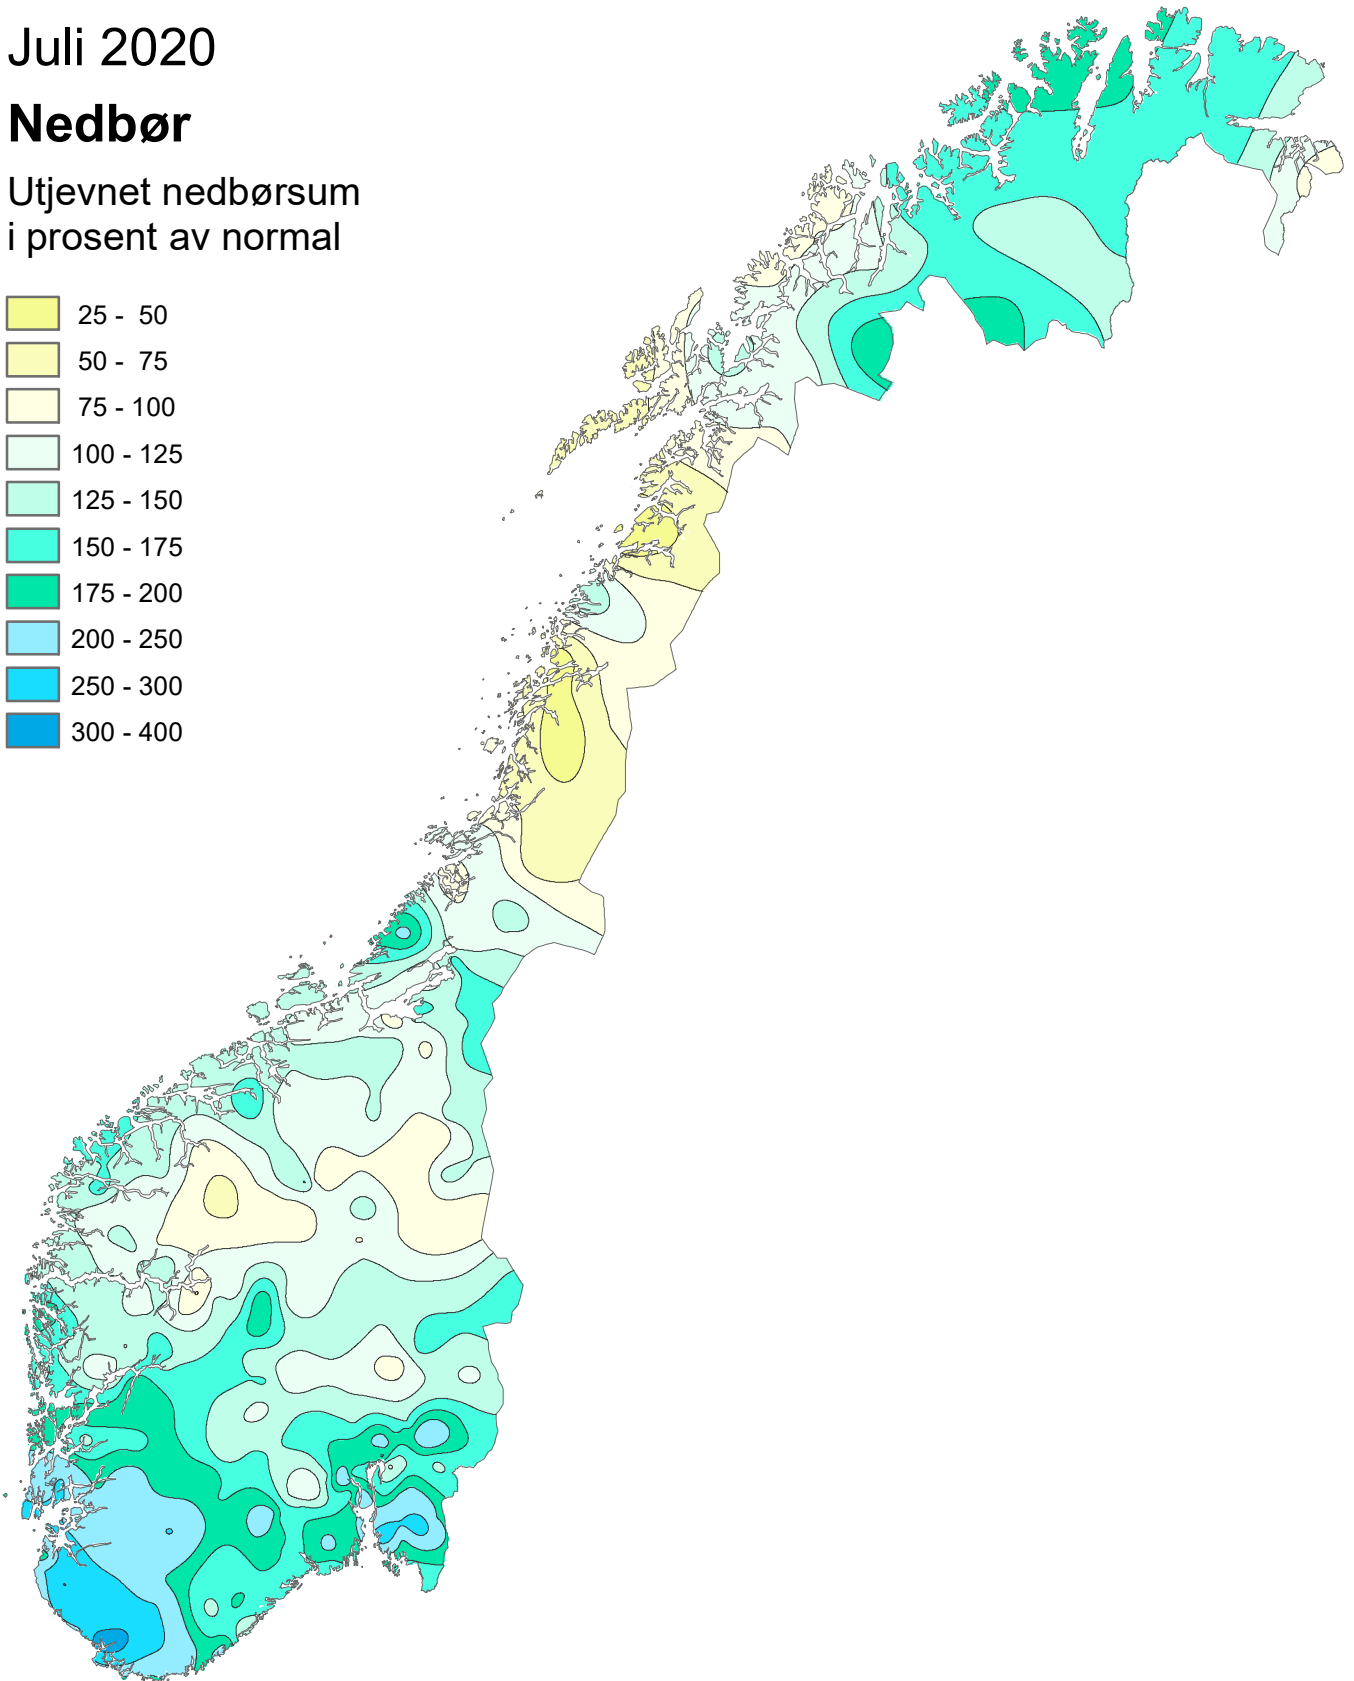 Juli 2020
Nedbør
Utjevnet nedbørsum
i prosent av normal
25 - 50
50 - 75
75 - 100
100 - 125
125 - 150
150 - 175
175 - 200
200 - 250
250 - 300
300 - 400